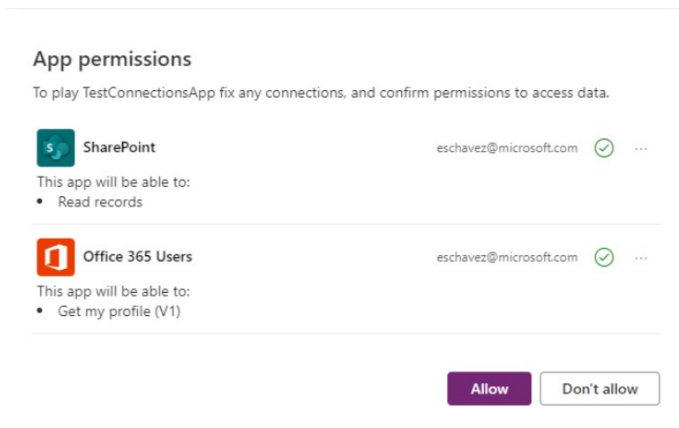 App permissions
To play TestConnectionsApp fix any connections, and confirm permissions to access data.
S
SharePoint eschavez@microsoft.com ...
This app will be able to:
• Read records
Office 365 Users eschavez@microsoft.com ...
This app will be able to:
• Get my profile (V1)
Allow Don't allow